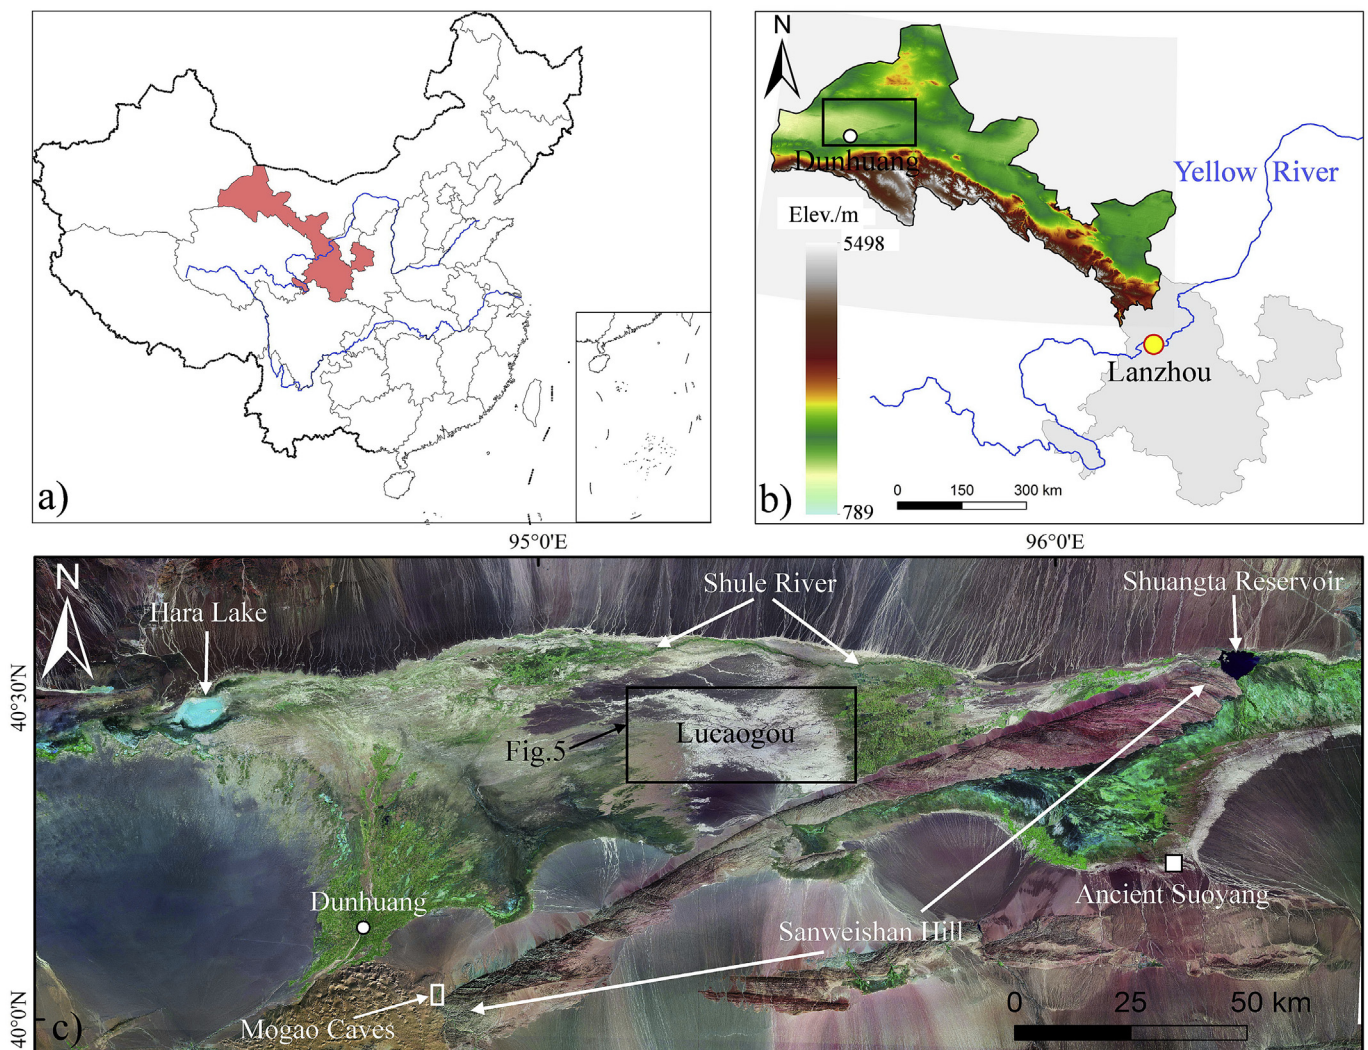 a)
N
Dunhuang
Yellow River
Elev./m
5498
789
Lanzhou
0 150 300 km
b)
95°0'E 96°0'E
N
Hara Lake
Shule River
Shuangta Reservoir
40°30'N
Fig.5
Lucaogou
Dunhuang
Ancient Suoyang
Sanweishan Hill
Mogao Caves
40°0'N
c)
0 25 50 km